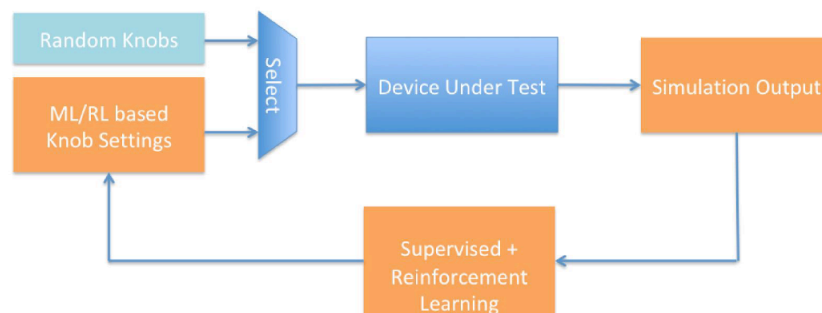 Random Knobs
ML/RL based
Knob Settings
Select
Device Under Test
Simulation Output
Supervised +
Reinforcement
Learning